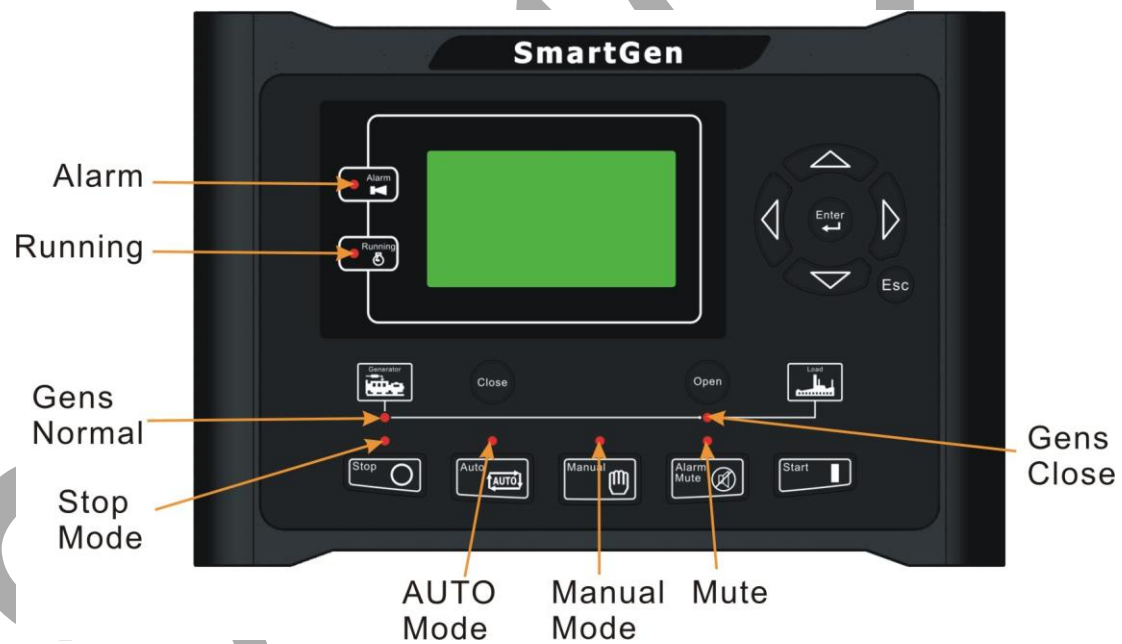 SmartGen
Alarm
Alarm
Running
Running
Enter
Esc
Generator
Close
Open
Load
Gens
Normal
Gens
Close
Stop
Auto
AUTO
Manual
Alarm
Mute
Start
Stop
Mode
AUTO
Mode
Manual
Mode
Mute